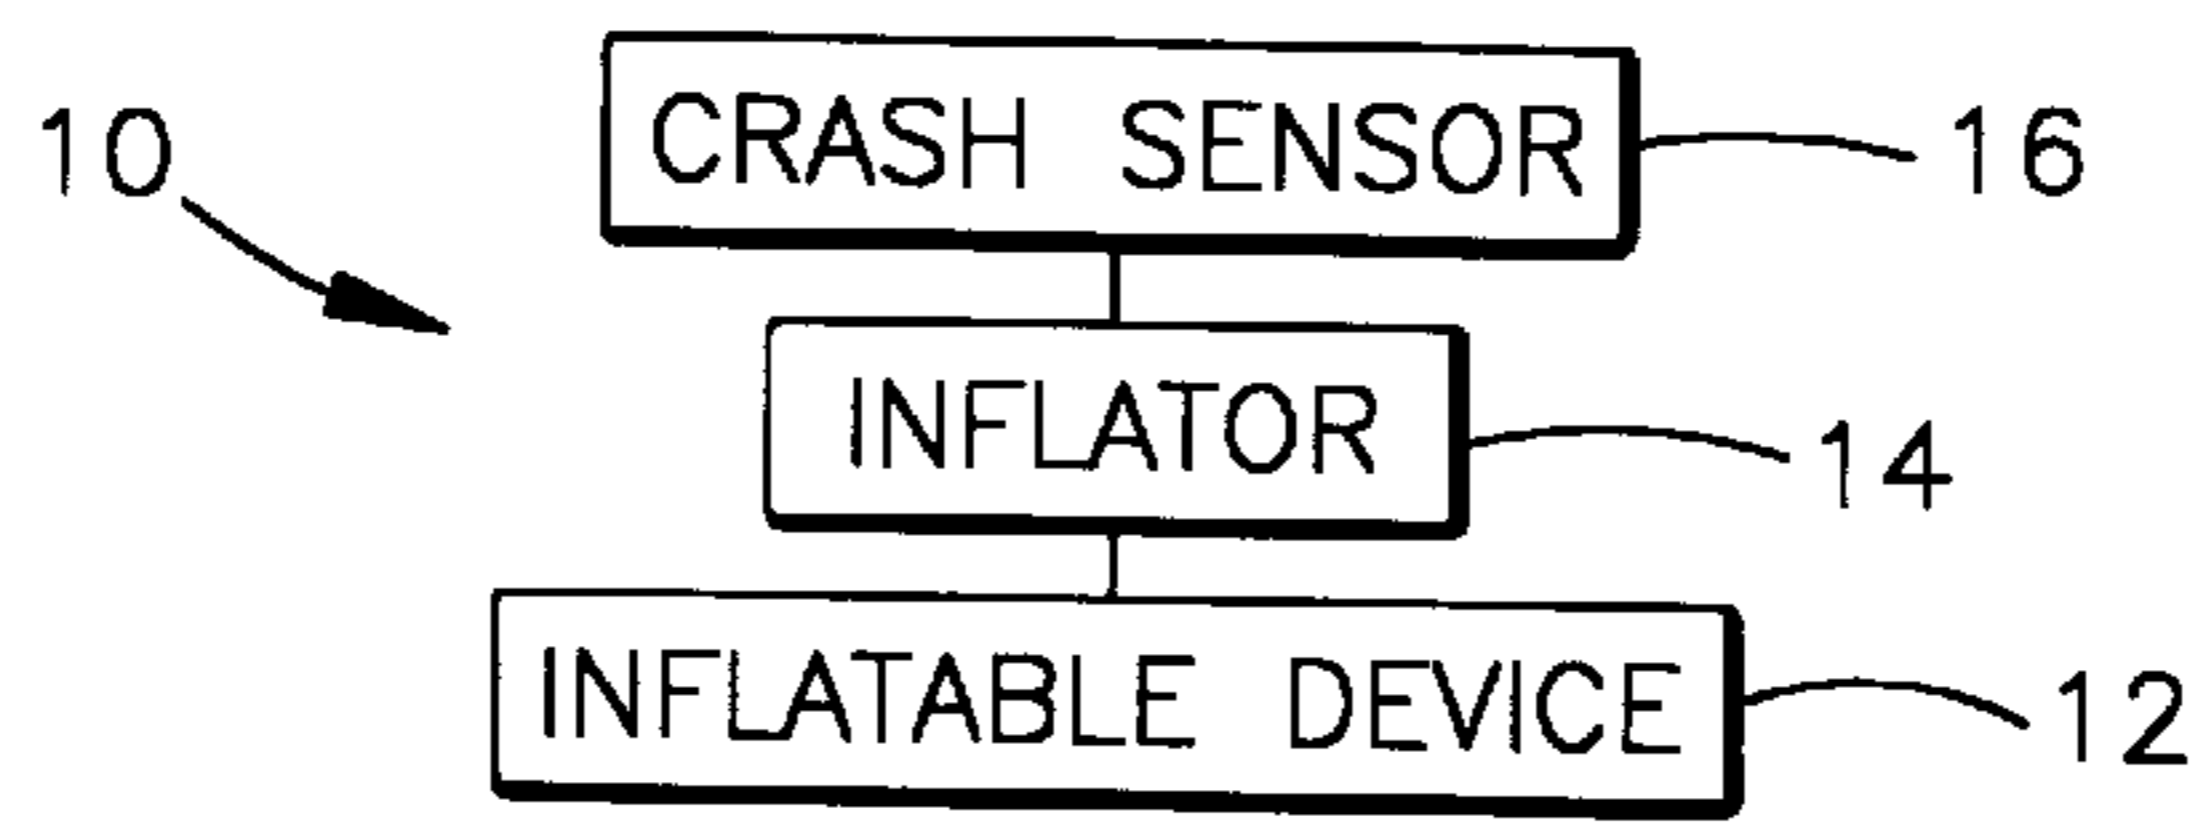 10
CRASH SENSOR 16
INFLATOR 14
INFLATABLE DEVICE 12